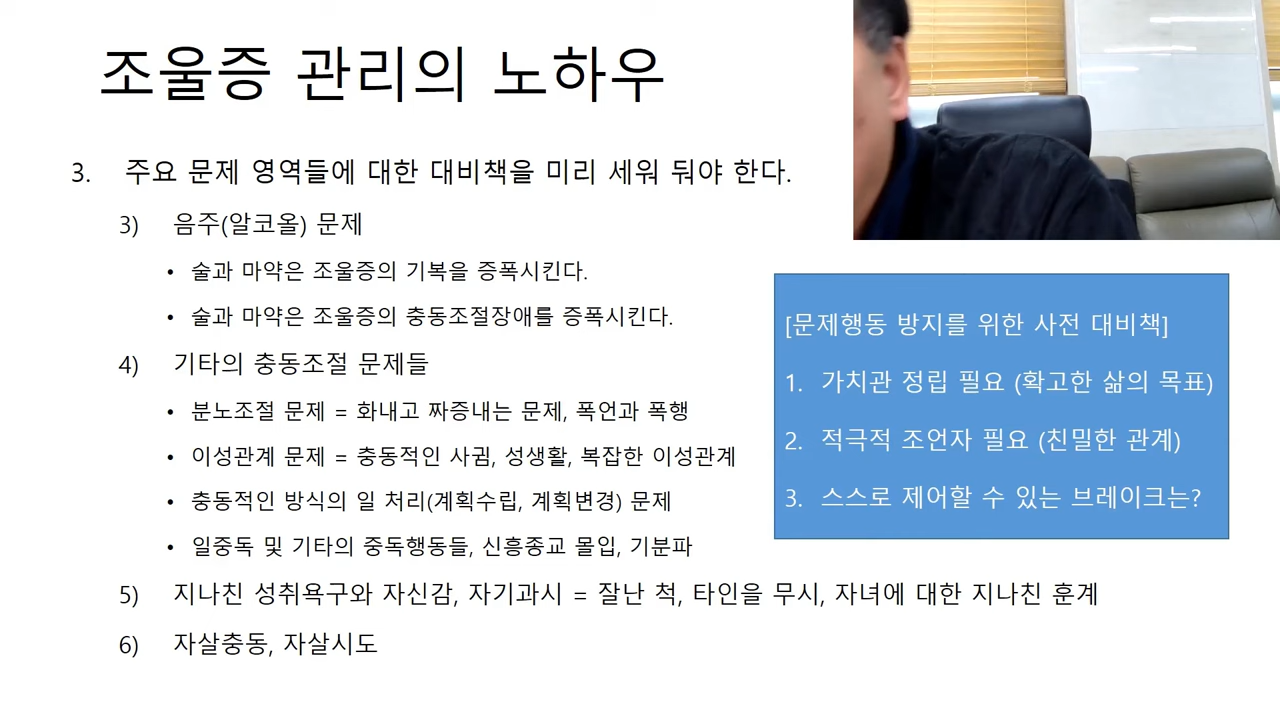 조울증 관리의 노하우
3. 주요 문제 영역들에 대한 대비책을 미리 세워 둬야 한다.
3) 음주(알코올) 문제
• 술과 마약은 조울증의 기복을 증폭시킨다.
• 술과 마약은 조울증의 충동조절장애를 증폭시킨다.
4) 기타의 충동조절 문제들
• 분노조절 문제 = 화내고 짜증내는 문제, 폭언과 폭행
• 이성관계 문제 = 충동적인 사귐, 성생활, 복잡한 이성관계
• 충동적인 방식의 일 처리(계획수립, 계획변경) 문제
• 일중독 및 기타의 중독행동들, 신흥종교 몰입, 기분파
5) 지나친 성취욕구와 자신감, 자기과시 = 잘난 척, 타인을 무시, 자녀에 대한 지나친 훈계
6) 자살충동, 자살시도
[문제행동 방지를 위한 사전 대비책]
1. 가치관 정립 필요 (확고한 삶의 목표)
2. 적극적 조언자 필요 (친밀한 관계)
3. 스스로 제어할 수 있는 브레이크는?